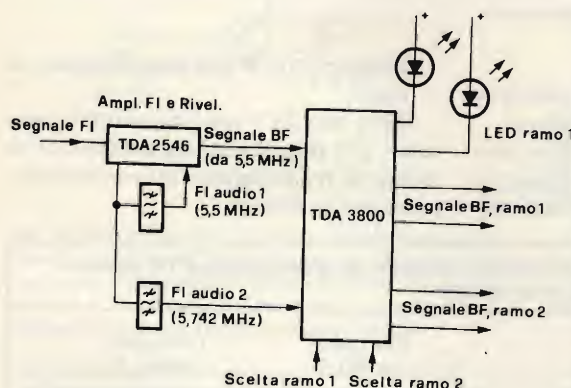 +
+
Ampl. FI e Rivel.
Segnale FI
TDA2546
Segnale BF
(da 5,5 MHz)
LED ramo 1
FI audio 1
(5,5 MHz)
TDA 3800
Segnale BF, ramo 1
FI audio 2
(5,742 MHz)
Segnale BF, ramo 2
Scelta ramo 1 Scelta ramo 2